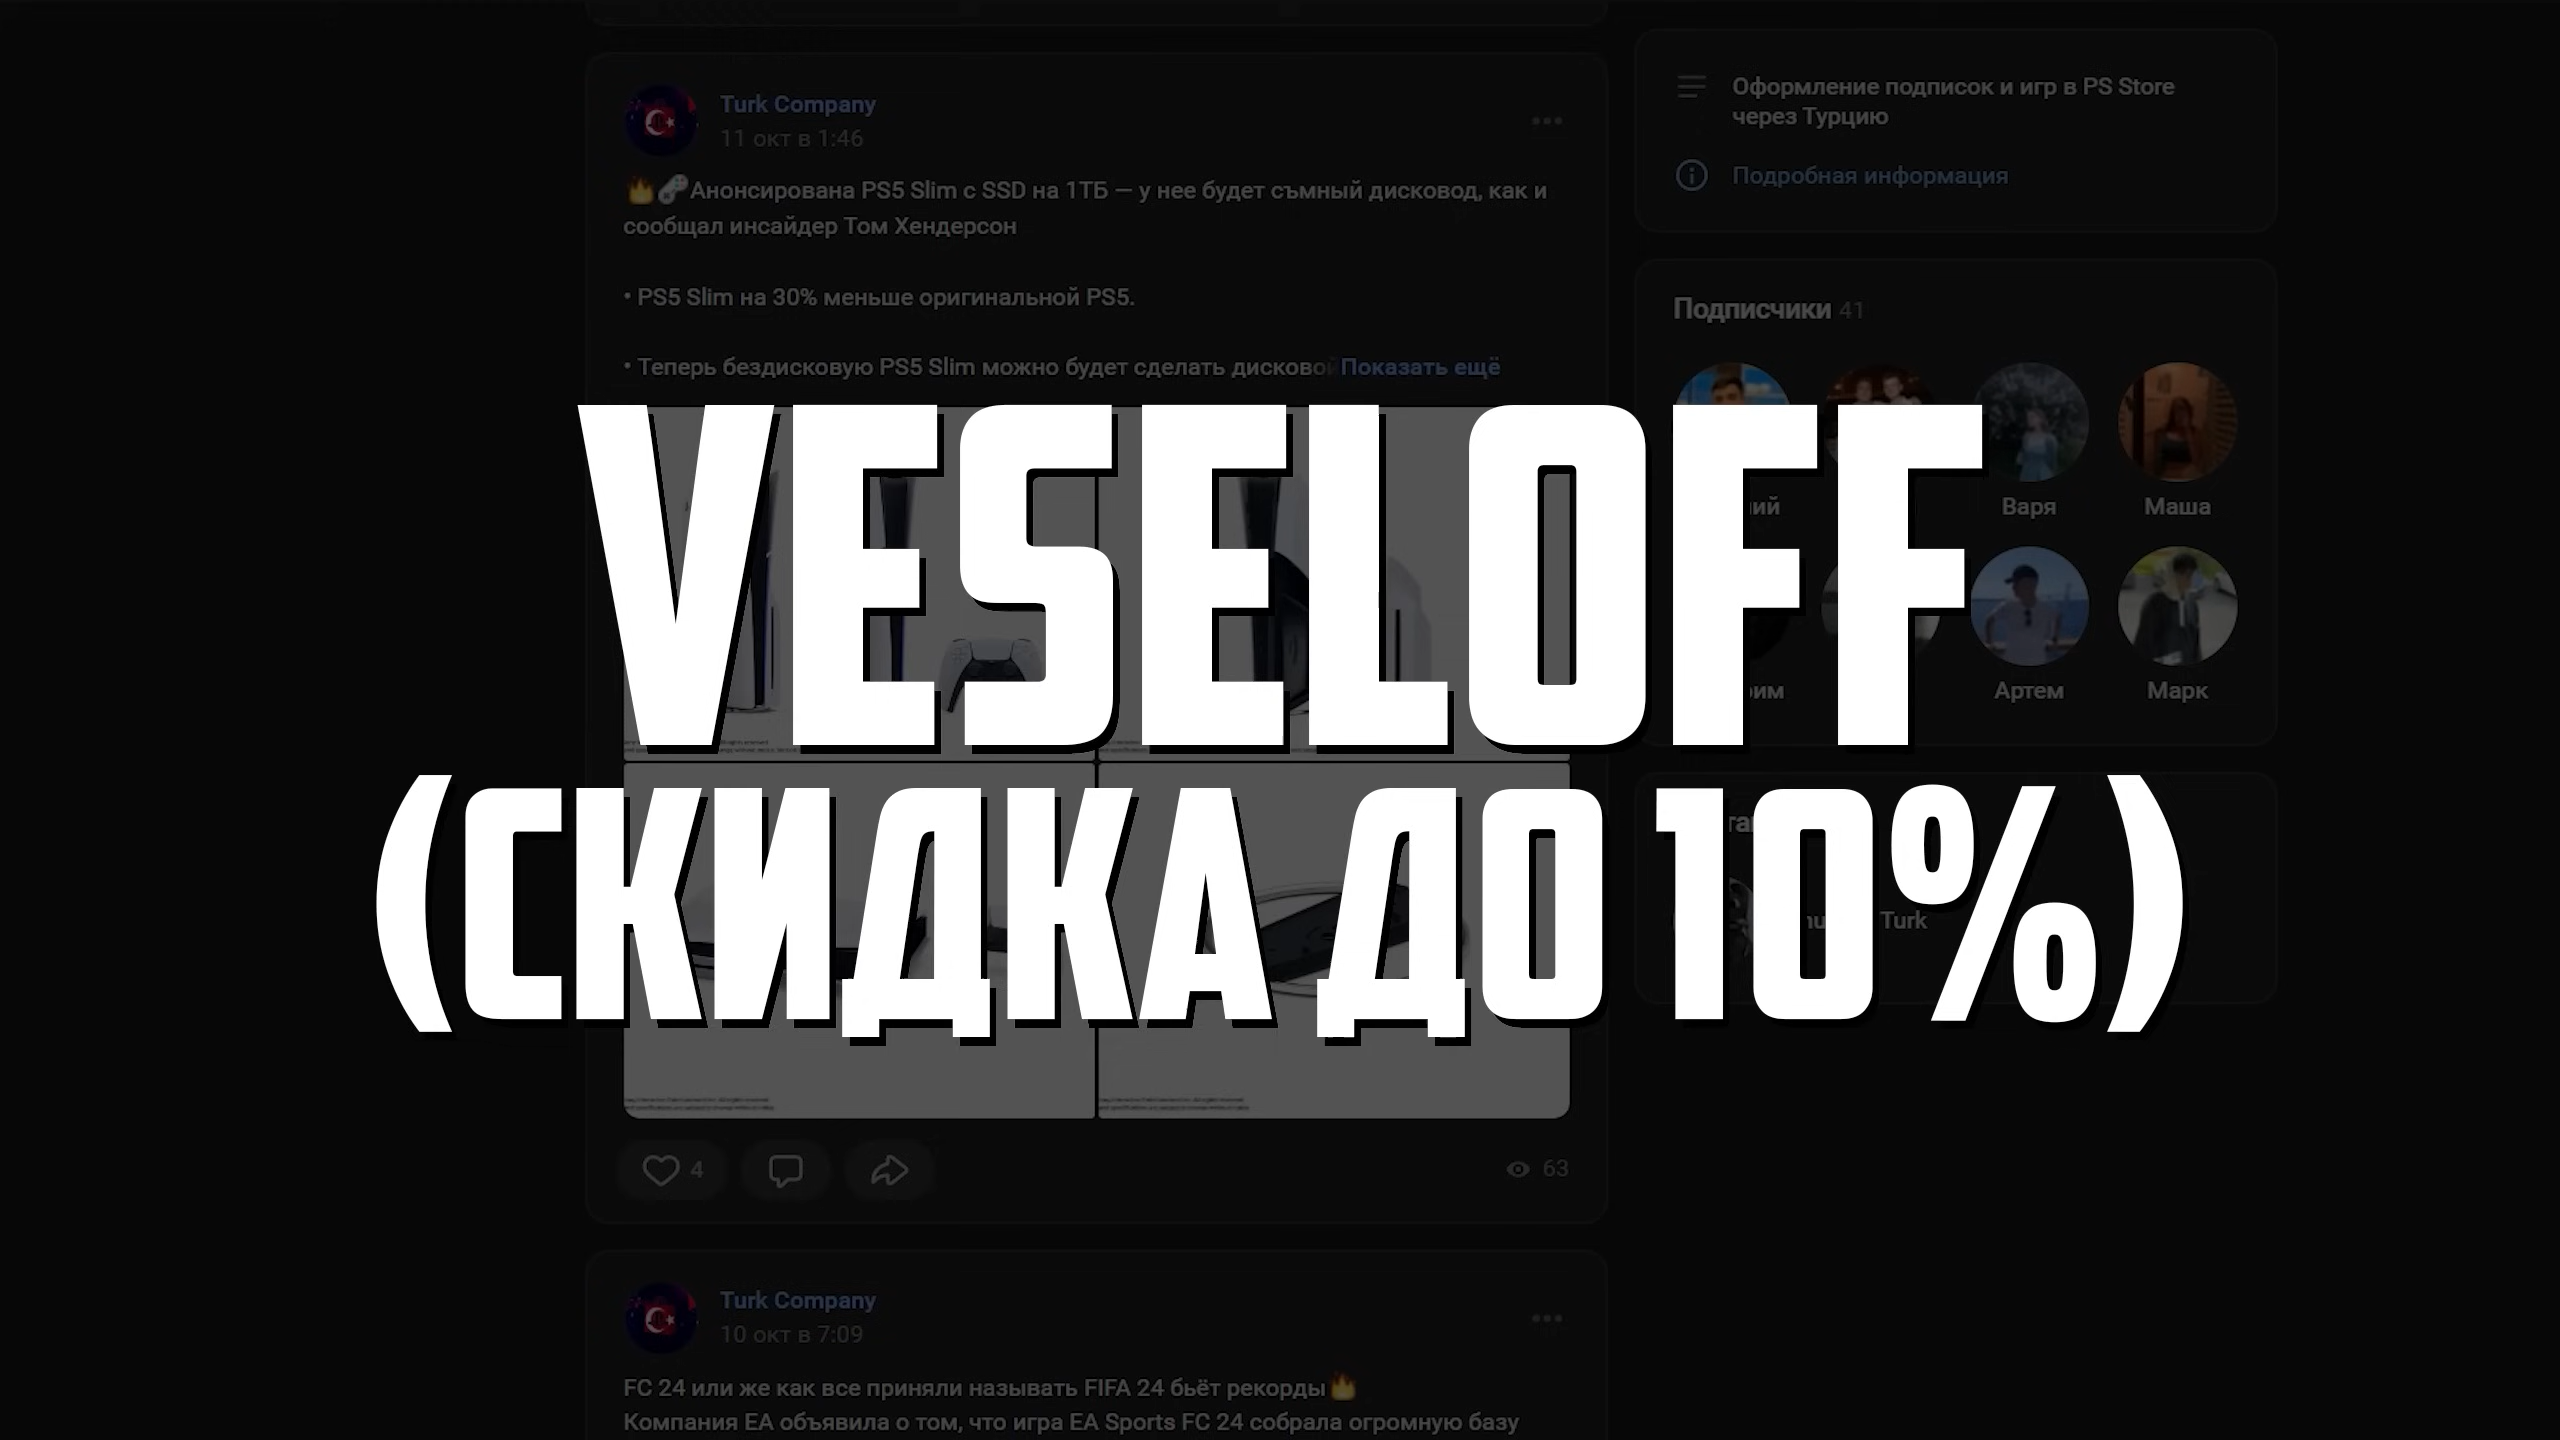 Turk Company
11 окт в 1:46
Анонсирована PS5 Slim с SSD на 1ТБ — у нее будет съмный дисковод, как и
сообщал инсайдер Том Хендерсон
• PS5 Slim на 30% меньше оригинальной PS5.
• Теперь бездисковую PS5 Slim можно будет сделать Показать ещё
Оформление подписок и игр в PS Store
через Турцию
Подробная информация
Подписчики 41
Варя Маша
Артем Марк
VESELOFF
(СКИДКА ДО 10%)
Turk
4
63
Turk Company
10 окт в 7:09
FC 24 или же как все приняли называть FIFA 24 бьёт рекорды
Компания EA объявила о том, что игра EA Sports FC 24 собрала огромную базу